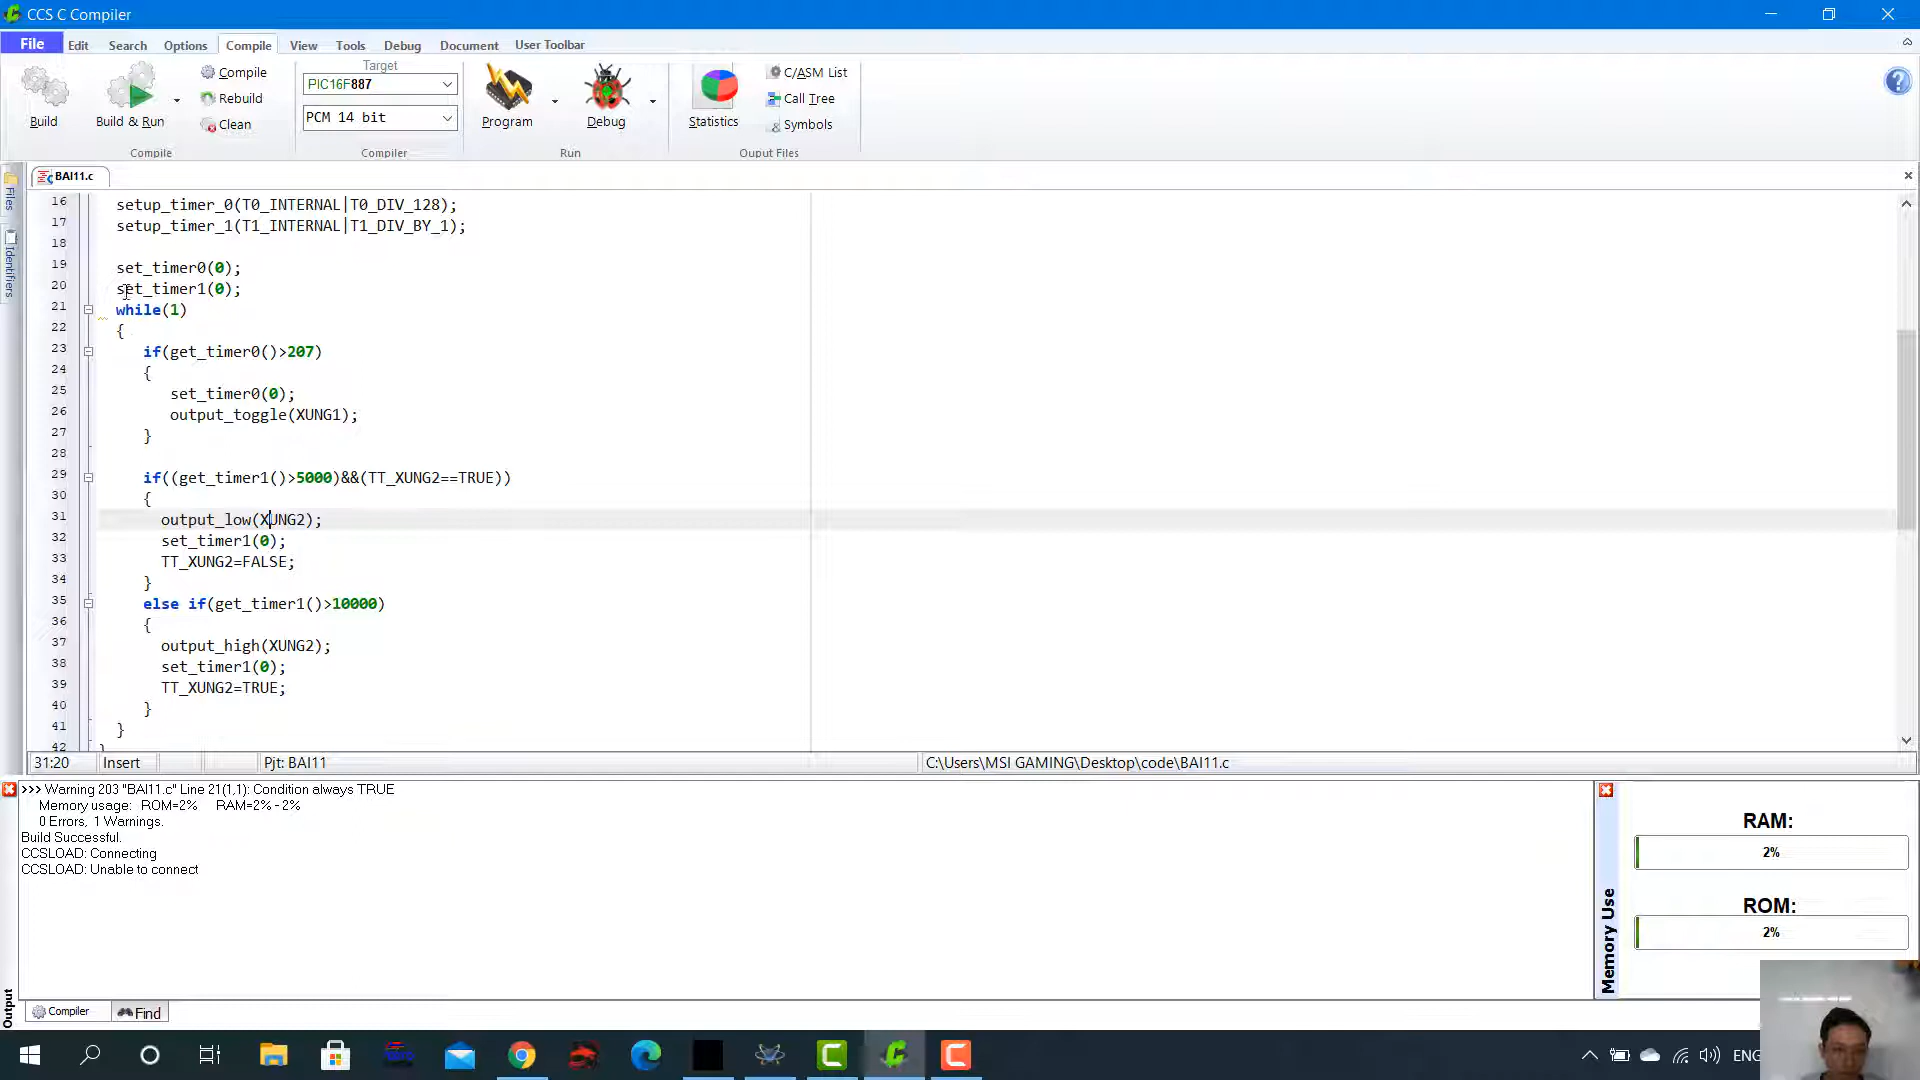 CCS C Compiler
File Edit Search Options Compile View Tools Debug Document User Toolbar
Build
Build & Run
Compile
Rebuild
Clean
Compile
Target
PIC16F887
PCM 14 bit
Compiler
Program
Debug
Run
Statistics
C/ASM List
Call Tree
Symbols
Ouput Files
Files
Identifiers
BAI11.c
16 setup_timer_0(T0_INTERNAL|T0_DIV_128);
17 setup_timer_1(T1_INTERNAL|T1_DIV_BY_1);
18
19 set_timer0(0);
20 set_timer1(0);
21 while(1)
22 {
23 if(get_timer0()>207)
24 {
25 set_timer0(0);
26 output_toggle(XUNG1);
27 }
28
29 if((get_timer1()>5000)&&(TT_XUNG2==TRUE))
30 {
31 output_low(XUNG2);
32 set_timer1(0);
33 TT_XUNG2=FALSE;
34 }
35 else if(get_timer1()>10000)
36 {
37 output_high(XUNG2);
38 set_timer1(0);
39 TT_XUNG2=TRUE;
40 }
41 }
42 }
31:20 Insert Pjt: BAI11 C:\Users\MSI GAMING\Desktop\code\BAI11.c
>>> Warning 203 "BAI11.c" Line 21(1,1): Condition always TRUE
Memory usage: ROM=2% RAM=2% - 2%
0 Errors, 1 Warnings.
Build Successful.
CCSLOAD: Connecting
CCSLOAD: Unable to connect
Output
Compiler Find
Memory Use
RAM:
2%
ROM:
2%
ENG